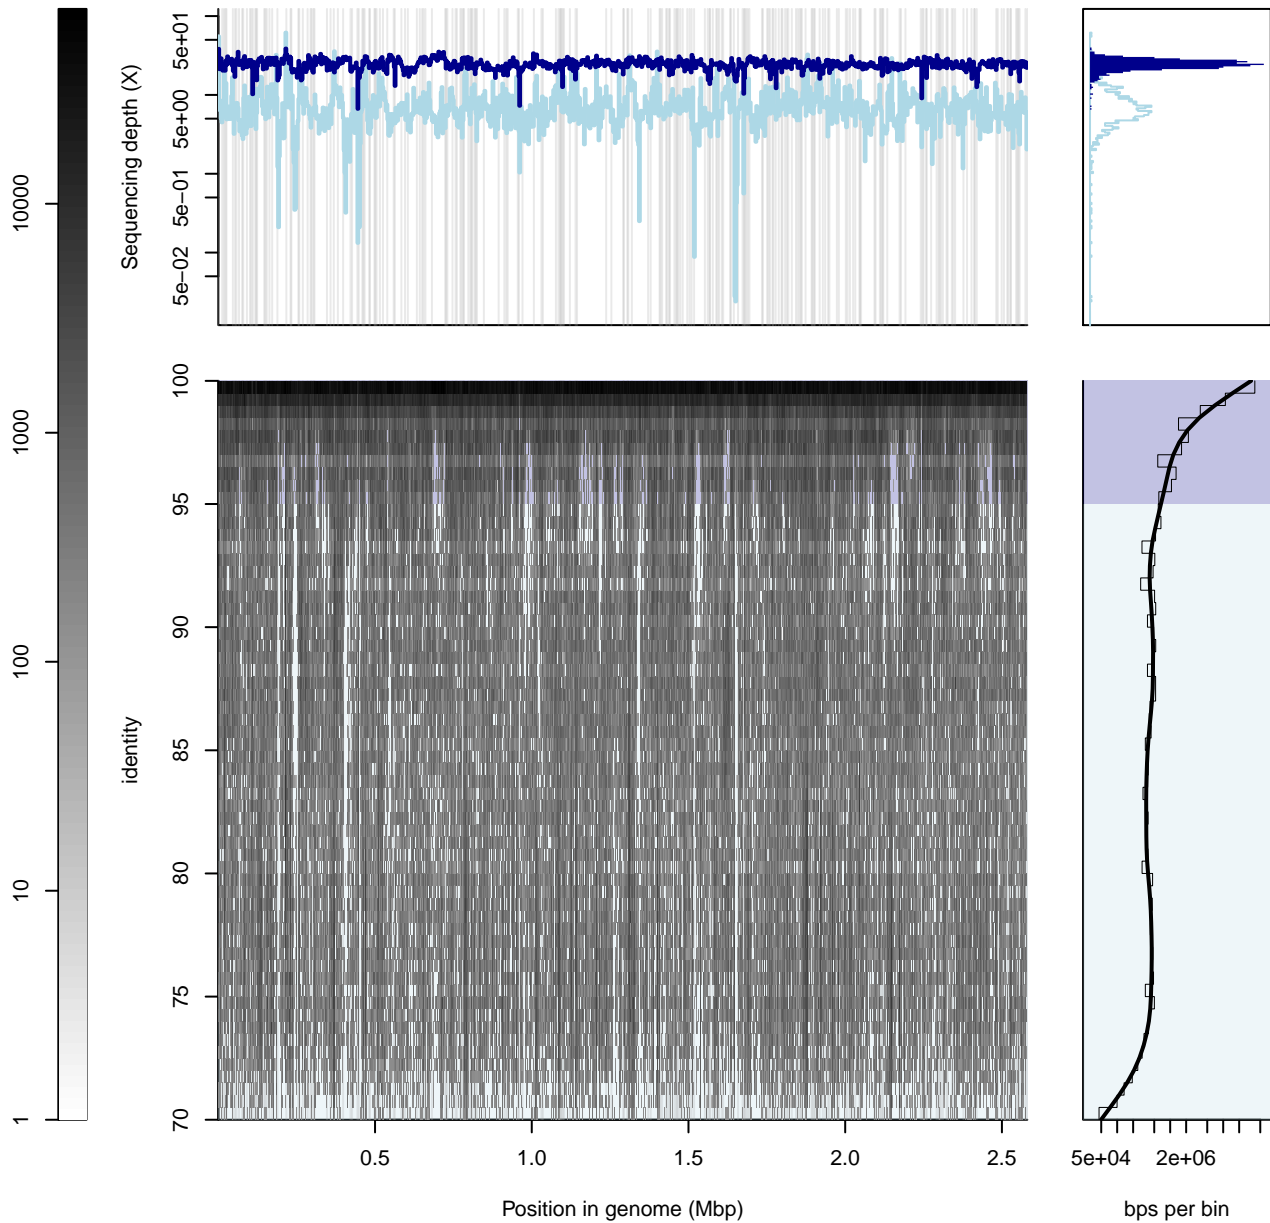 1
10
100
1000
10000
Sequencing depth (X)
5e-02
5e-01
5e+00
5e+01
identity
70
75
80
85
90
95
100
0.5
1.0
1.5
2.0
2.5
Position in genome (Mbp)
5e+04
2e+06
bps per bin